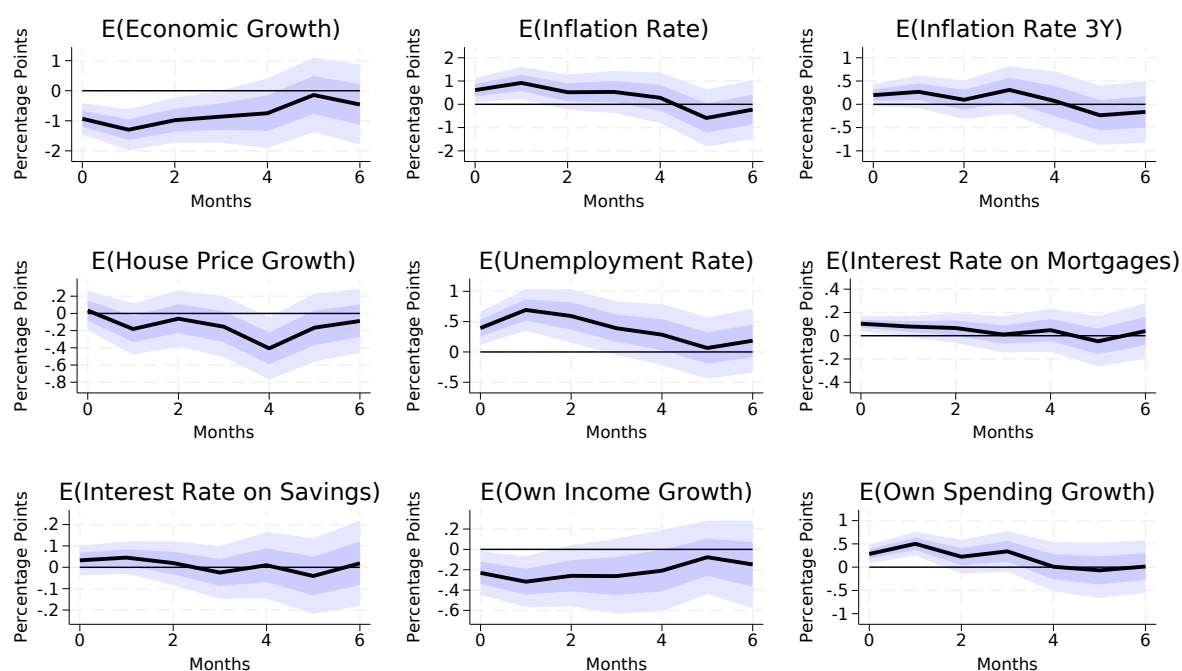 E(Economic Growth)
Percentage Points
1
0
-1
-2
0 2 4 6
Months
E(Inflation Rate)
Percentage Points
2
1
0
-1
-2
0 2 4 6
Months
E(Inflation Rate 3Y)
Percentage Points
1
.5
0
-.5
-1
0 2 4 6
Months
E(House Price Growth)
Percentage Points
.2
0
-.2
-.4
-.6
-.8
0 2 4 6
Months
E(Unemployment Rate)
Percentage Points
1
.5
0
-.5
0 2 4 6
Months
E(Interest Rate on Mortgages)
Percentage Points
.4
.2
0
-.2
-.4
0 2 4 6
Months
E(Interest Rate on Savings)
Percentage Points
.2
.1
0
-.1
-.2
0 2 4 6
Months
E(Own Income Growth)
Percentage Points
.2
0
-.2
-.4
-.6
0 2 4 6
Months
E(Own Spending Growth)
Percentage Points
1
.5
0
-.5
-1
0 2 4 6
Months